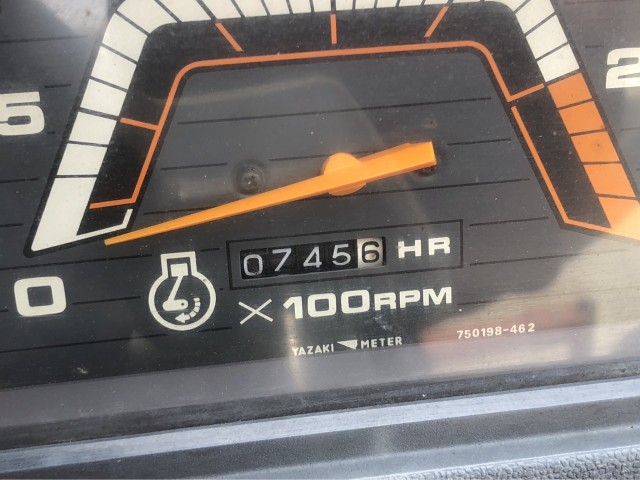 5
2
0
07456 HR
×100RPM
YAZAKI METER
750198-462